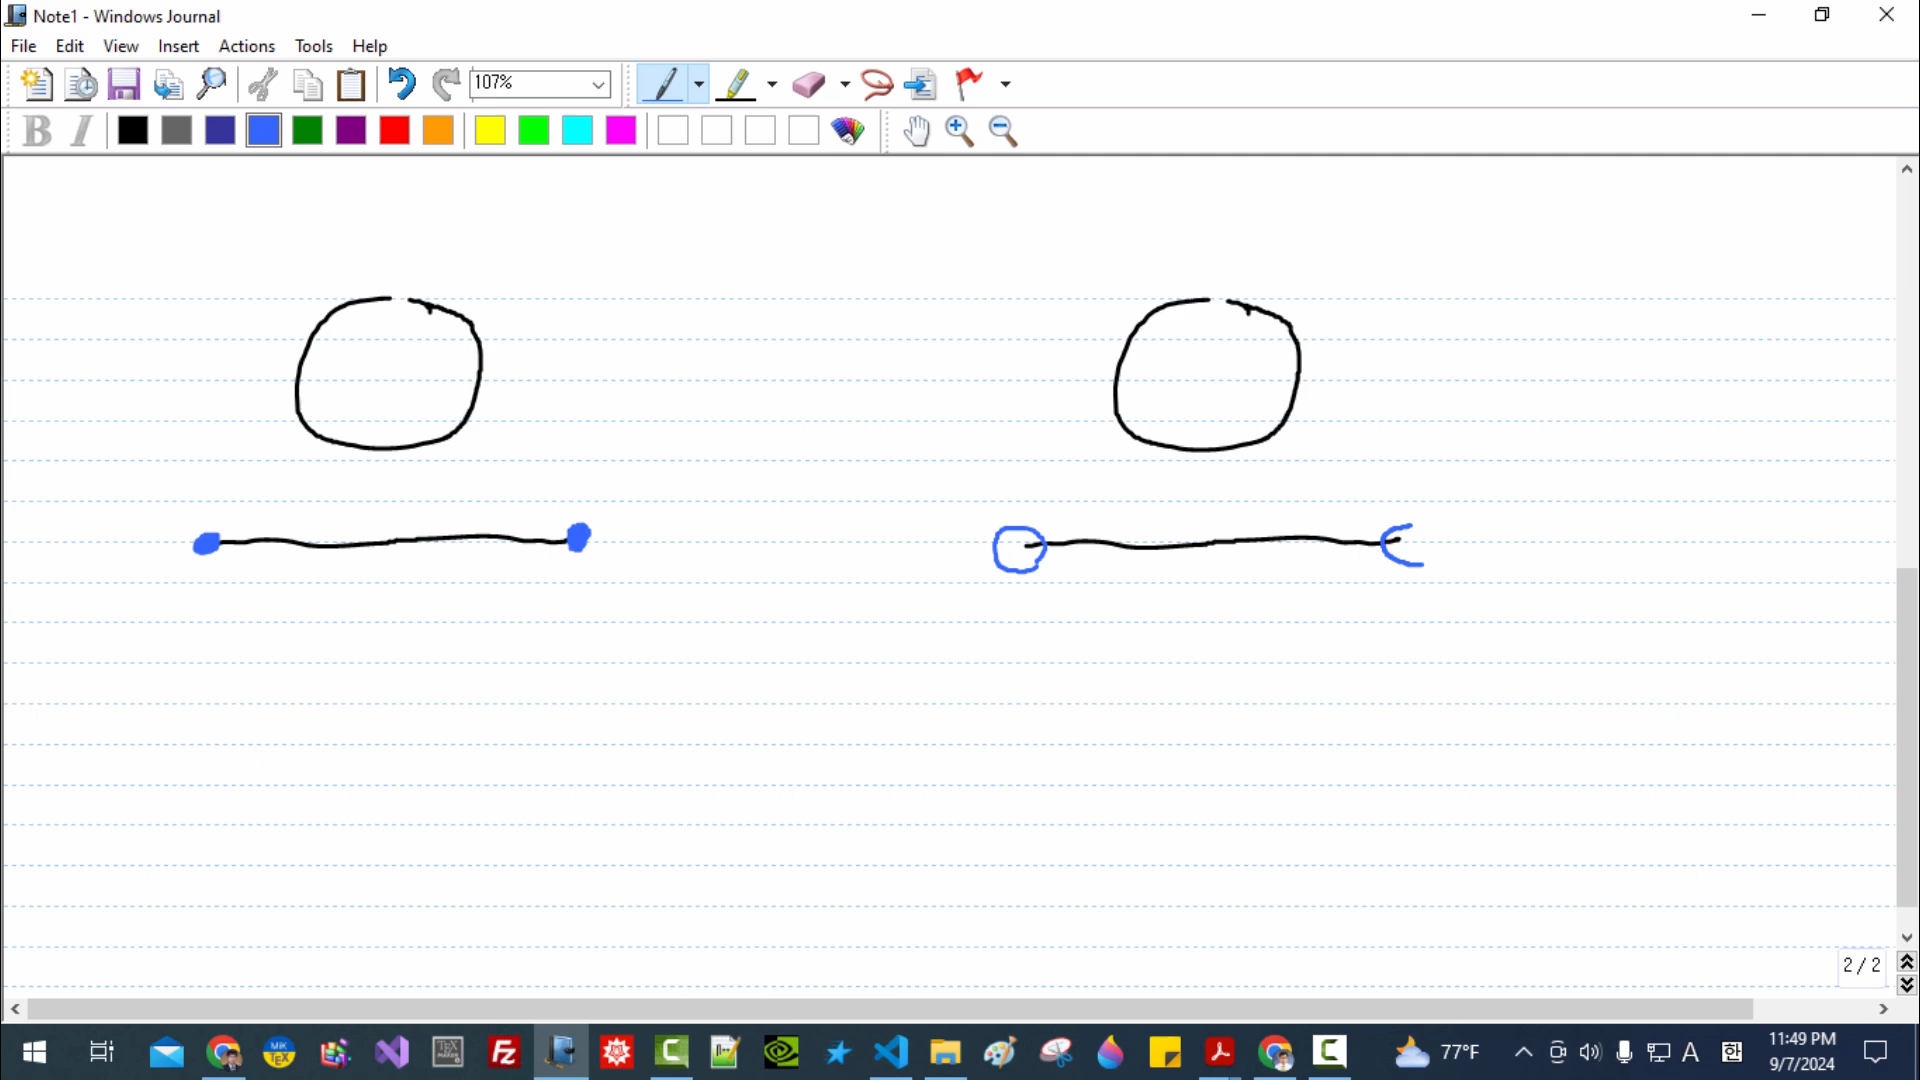 Note1 - Windows Journal
File Edit View Insert Actions Tools Help
107%
B I
2 / 2
77°F
A
한
11:49 PM
9/7/2024